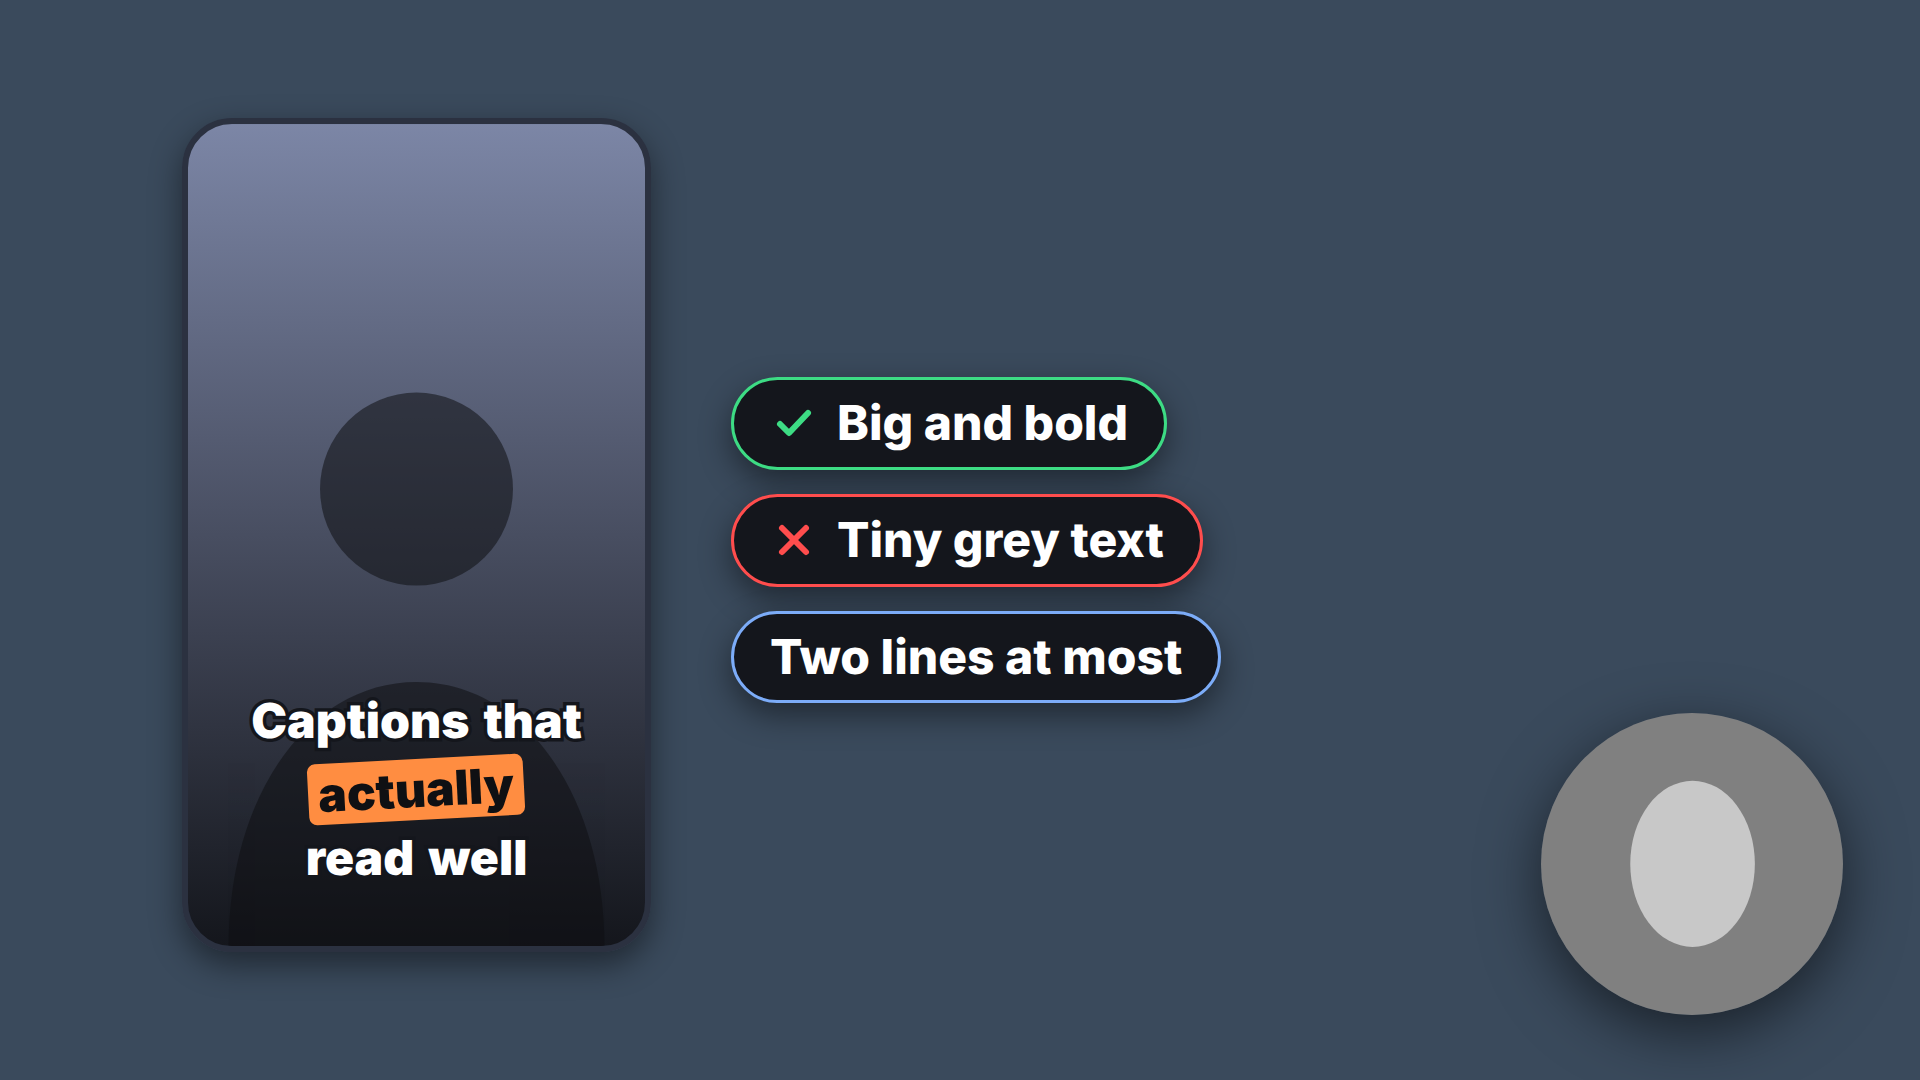 Captions that
actually
read well
Big and bold
Tiny grey text
Two lines at most